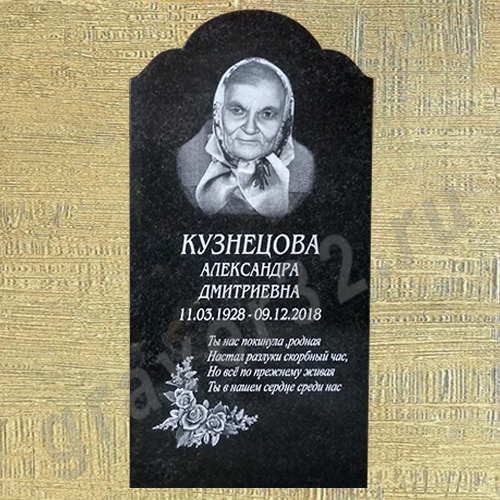 КУЗНЕЦОВА
АЛЕКСАНДРА
ДМИТРИЕВНА
11.03.1928 - 09.12.2018
Ты нас покинула ,родная
Настал разлуки скорбный час,
Но всё по прежнему живая
Ты в нашем сердце среди нас